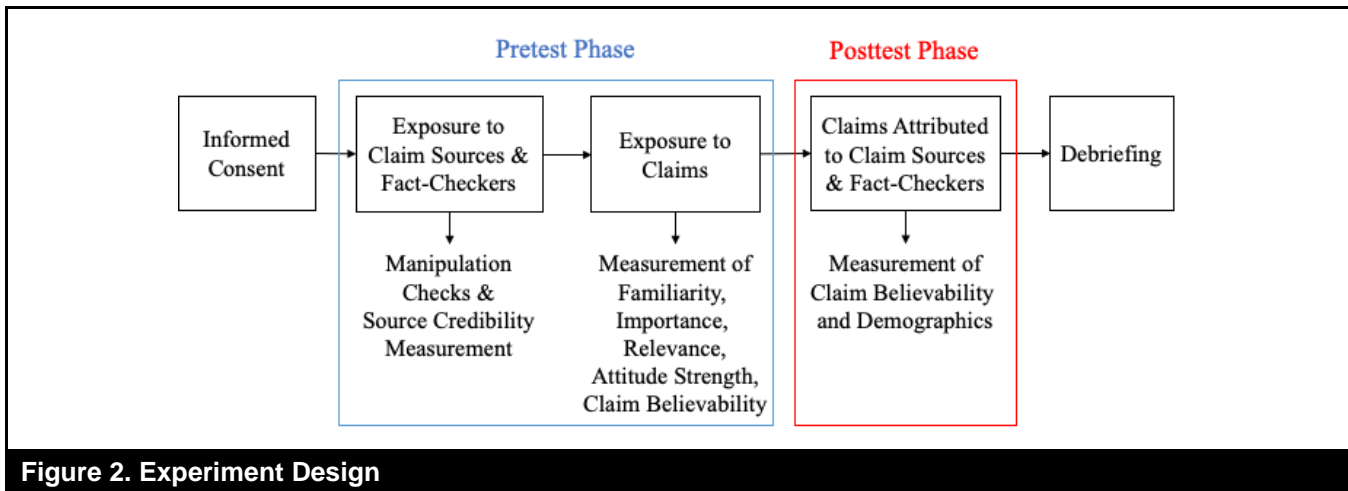 Pretest Phase
Posttest Phase
Informed
Consent
Exposure to
Claim Sources &
Fact-Checkers
Exposure to
Claims
Claims Attributed
to Claim Sources
& Fact-Checkers
Debriefing
Manipulation
Checks &
Source Credibility
Measurement
Measurement of
Familiarity,
Importance,
Relevance,
Attitude Strength,
Claim Believability
Measurement of
Claim Believability
and Demographics
Figure 2. Experiment Design